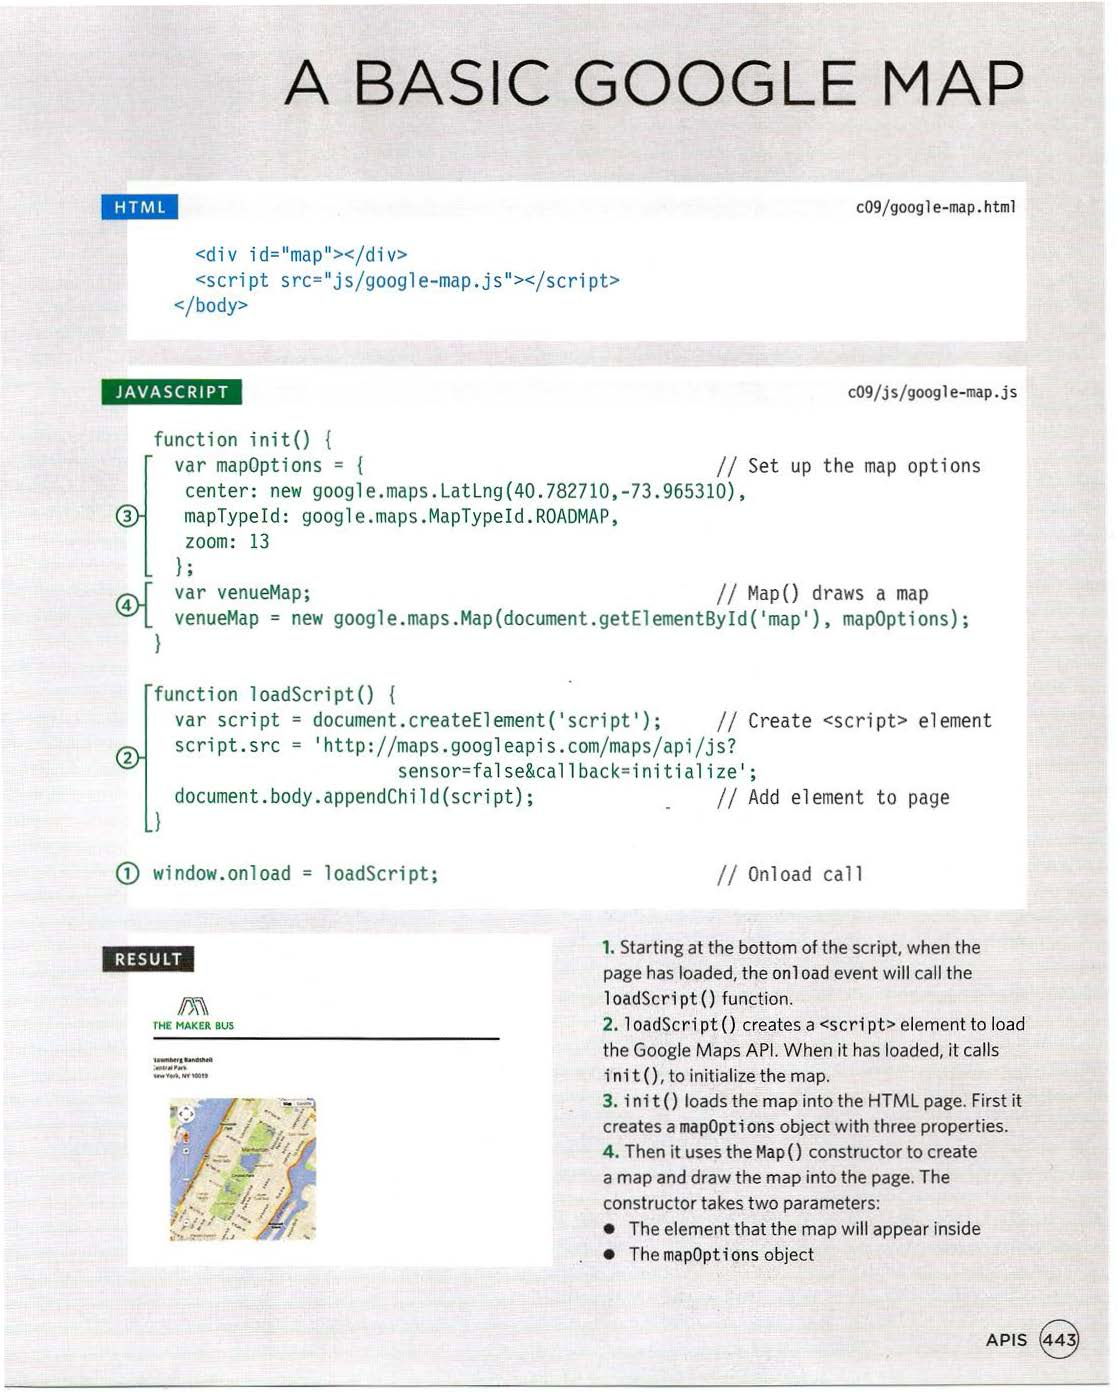 A BASIC GOOGLE MAP
HTML
c09/google-map.html
<div id="map"></div>
<script src="js/google-map.js"></script>
</body>
JAVASCRIPT
c09/js/google-map.js
function init() {
var mapOptions = { // Set up the map options
center: new google.maps.LatLng(40.782710,-73.965310),
mapTypeId: google.maps.MapTypeId.ROADMAP,
zoom: 13
};
3
var venueMap; // Map() draws a map
venueMap = new google.maps.Map(document.getElementById('map'), mapOptions);
4
}
function loadScript() {
var script = document.createElement('script'); // Create <script> element
script.src = 'http://maps.googleapis.com/maps/api/js?
sensor=false&callback=initialize';
document.body.appendChild(script); // Add element to page
}
2
1 window.onload = loadScript; // Onload call
RESULT
THE MAKER BUS
Bandshell
Central Park
New York, NY 10019
Manhattan
1. Starting at the bottom of the script, when the
page has loaded, the onload event will call the
loadScript() function.
2. loadScript() creates a <script> element to load
the Google Maps API. When it has loaded, it calls
init(), to initialize the map.
3. init() loads the map into the HTML page. First it
creates a mapOptions object with three properties.
4. Then it uses the Map() constructor to create
a map and draw the map into the page. The
constructor takes two parameters:
● The element that the map will appear inside
● The mapOptions object
APIS 443